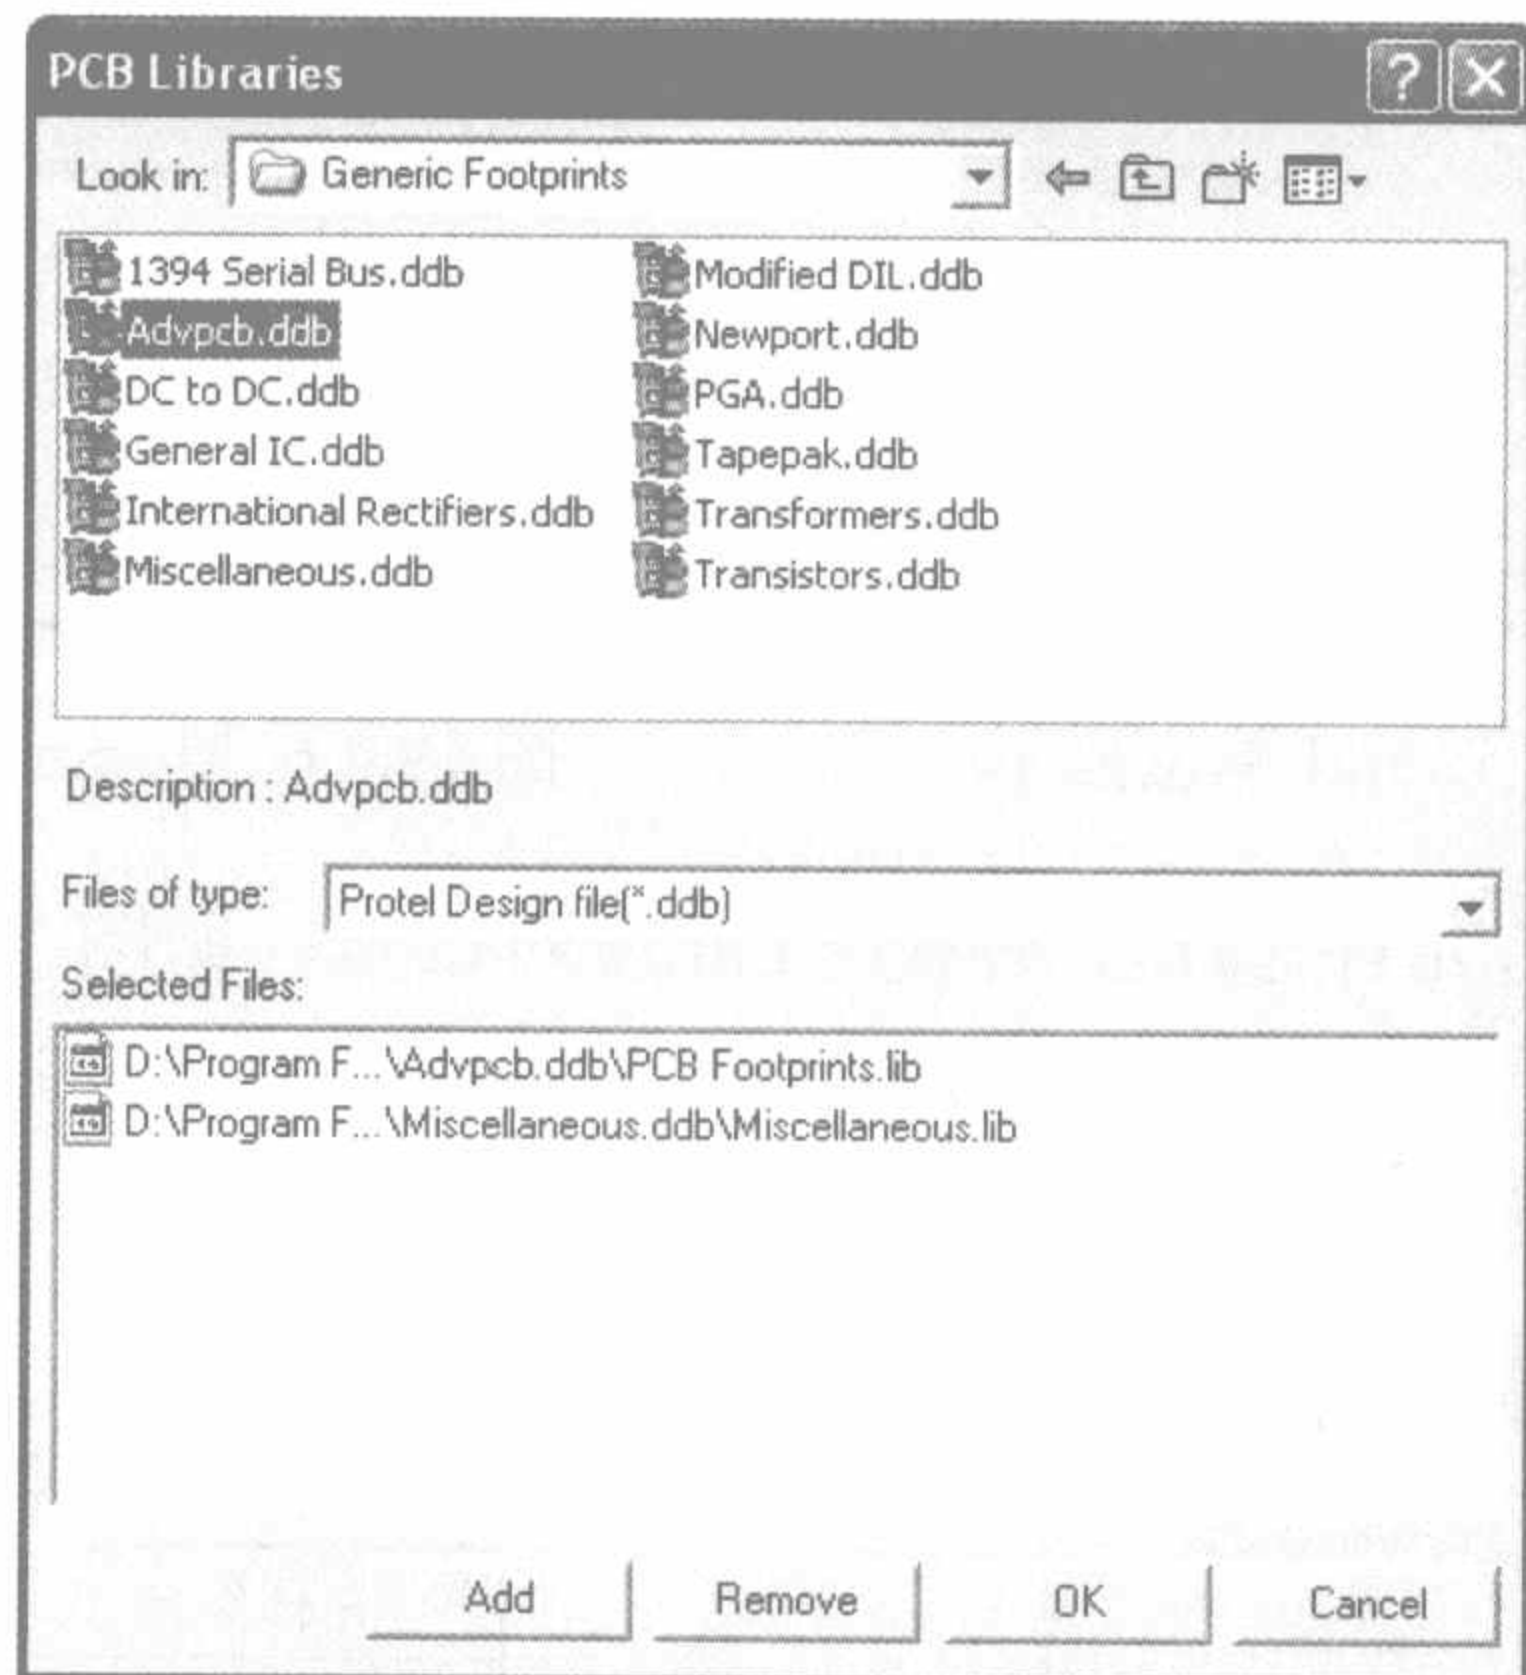 PCB Libraries
Look in: Generic Footprints
1394 Serial Bus.ddb
Advpcb.ddb
DC to DC.ddb
General IC.ddb
International Rectifiers.ddb
Miscellaneous.ddb
Modified DIL.ddb
Newport.ddb
PGA.ddb
Tapepak.ddb
Transformers.ddb
Transistors.ddb
Description : Advpcb.ddb
Files of type: Protel Design file(*.ddb)
Selected Files:
D:\Program F...\Advpcb.ddb\PCB Footprints.lib
D:\Program F...\Miscellaneous.ddb\Miscellaneous.lib
Add Remove OK Cancel